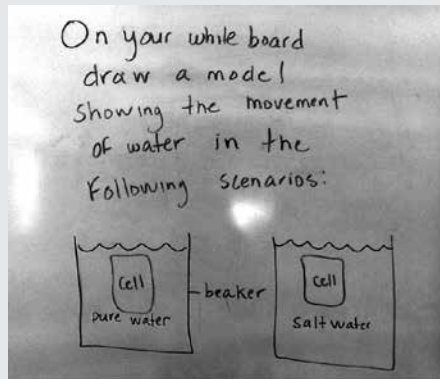 On your while board
draw a model
showing the movement
of water in the
Following scenarios:
Cell
pure water
beaker
Cell
Salt water